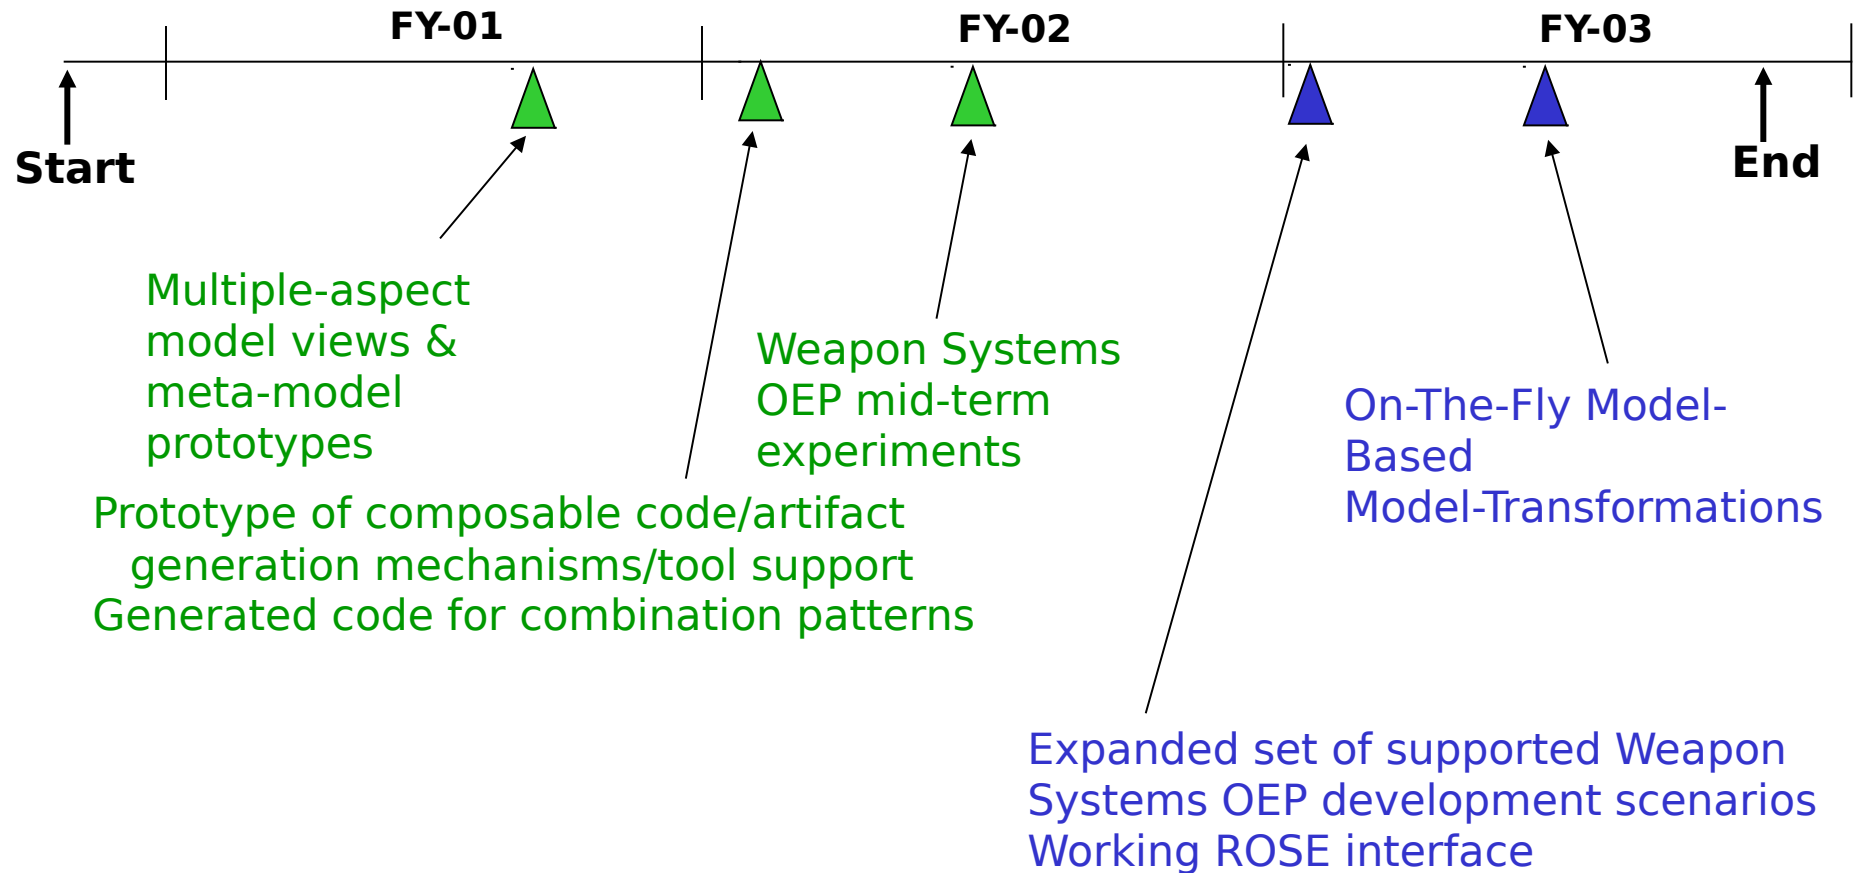 FY-01
FY-02
FY-03
Start
End
Multiple-aspect
model views &
meta-model
prototypes
Weapon Systems
OEP mid-term
experiments
On-The-Fly Model-
Based
Model-Transformations
Prototype of composable code/artifact
generation mechanisms/tool support
Generated code for combination patterns
Expanded set of supported Weapon
Systems OEP development scenarios
Working ROSE interface